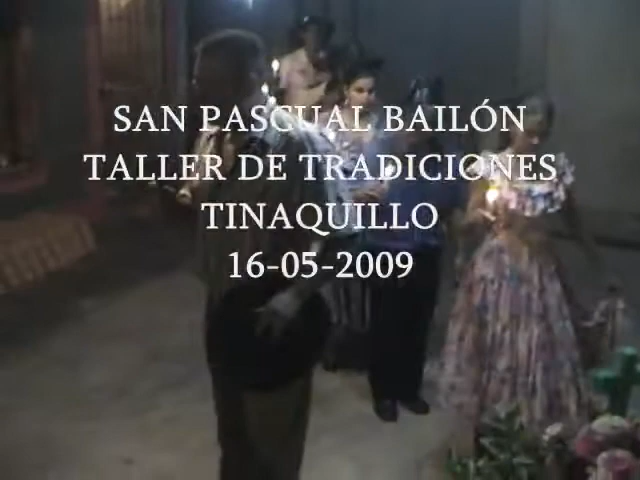 SAN PASCUAL BAILÓN
TALLER DE TRADICIONES
TINAQUILLO
16-05-2009